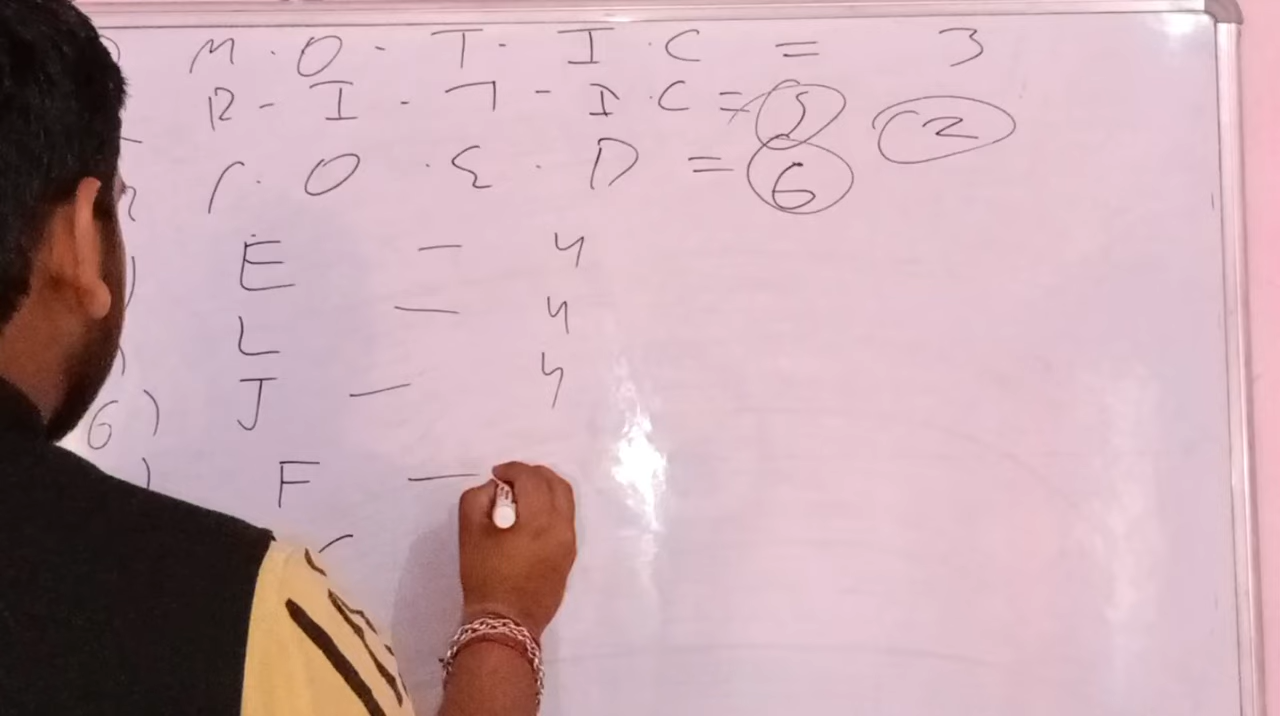 M. O - T - I. C = 3
R - I - T - I. C = 5 2
r. O. E. D = 6
E — 4
L — 4
6) J — 4
) F —